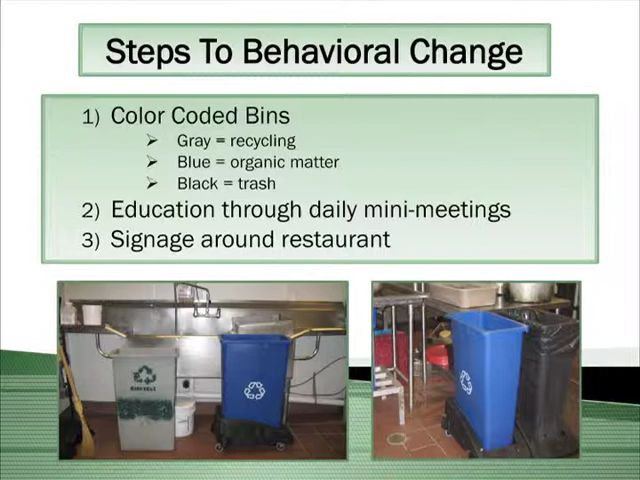 Steps To Behavioral Change
1) Color Coded Bins
➢ Gray = recycling
➢ Blue = organic matter
➢ Black = trash
2) Education through daily mini-meetings
3) Signage around restaurant
RECYCLE